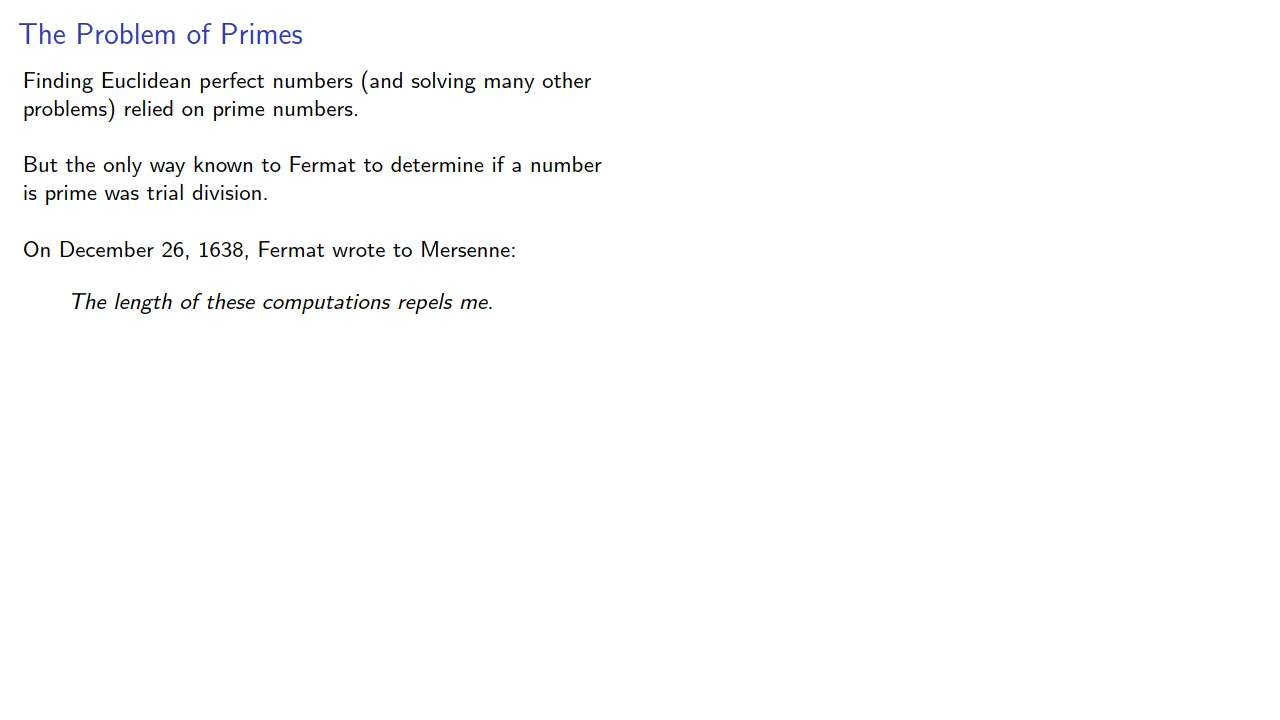 The Problem of Primes
Finding Euclidean perfect numbers (and solving many other
problems) relied on prime numbers.
But the only way known to Fermat to determine if a number
is prime was trial division.
On December 26, 1638, Fermat wrote to Mersenne:
The length of these computations repels me.